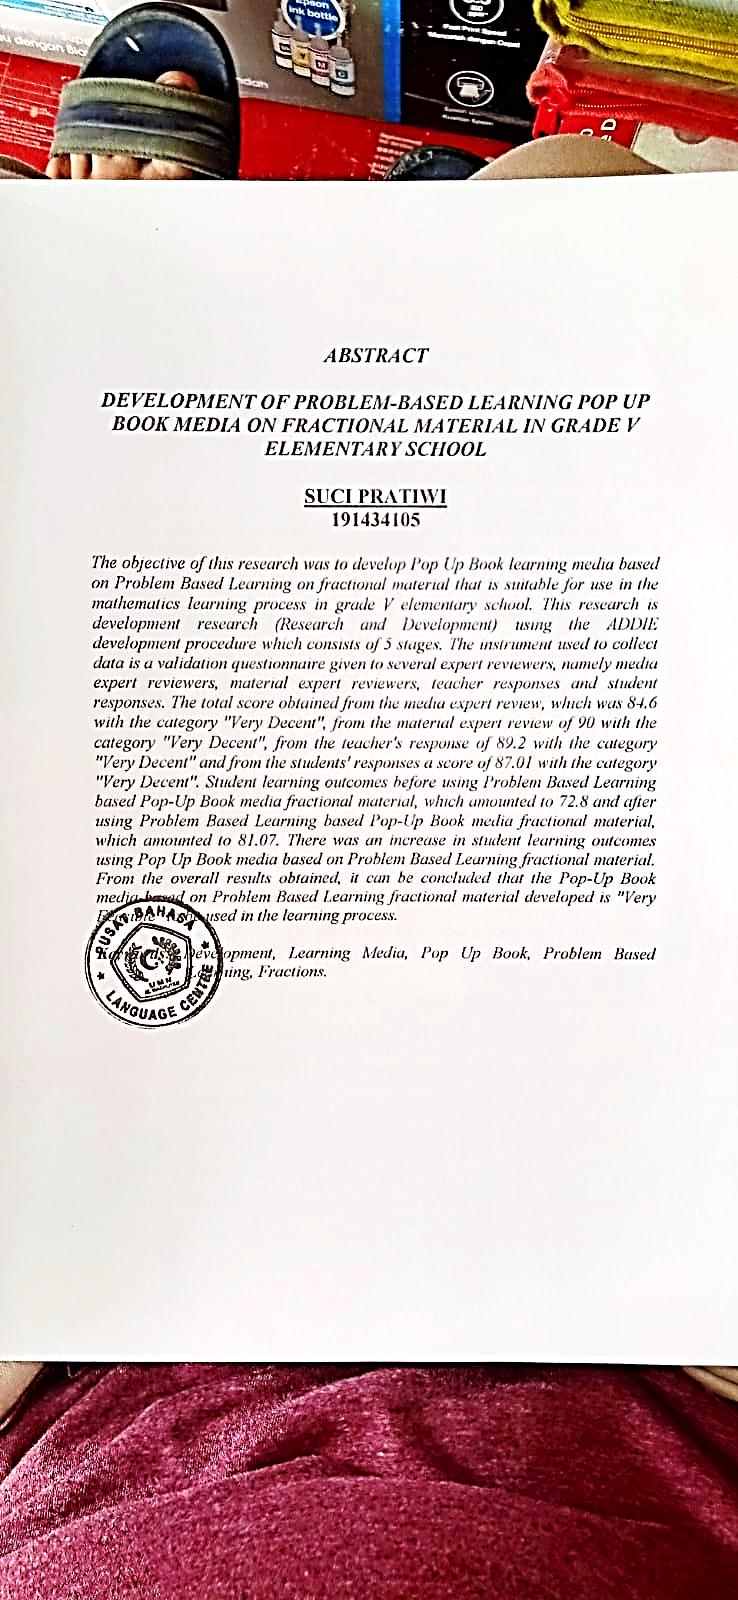 Epson
ink bottle
Fast Print Speed
u dengan Bia
dah
ABSTRACT
DEVELOPMENT OF PROBLEM-BASED LEARNING POP UP
BOOK MEDIA ON FRACTIONAL MATERIAL IN GRADE V
ELEMENTARY SCHOOL
SUCI PRATIWI
191434105
The objective of this research was to develop Pop Up Book learning media based
on Problem Based Learning on fractional material that is suitable for use in the
mathematics learning process in grade V elementary school. This research is
development research (Research and Development) using the ADDIE
development procedure which consists of 5 stages. The instrument used to collect
data is a validation questionnaire given to several expert reviewers, namely media
expert reviewers, material expert reviewers, teacher responses and student
responses. The total score obtained from the media expert review, which was 84.6
with the category "Very Decent", from the material expert review of 90 with the
category "Very Decent", from the teacher's response of 89.2 with the category
"Very Decent" and from the students' responses a score of 87.01 with the category
"Very Decent". Student learning outcomes before using Problem Based Learning
based Pop-Up Book media fractional material, which amounted to 72.8 and after
using Problem Based Learning based Pop-Up Book media fractional material,
which amounted to 81.07. There was an increase in student learning outcomes
using Pop Up Book media based on Problem Based Learning fractional material.
From the overall results obtained, it can be concluded that the Pop-Up Book
media based on Problem Based Learning fractional material developed is "Very
used in the learning process.
Development, Learning Media, Pop Up Book, Problem Based
Learning, Fractions.
PUSAT BAHASA
UMN
LANGUAGE CENTRE